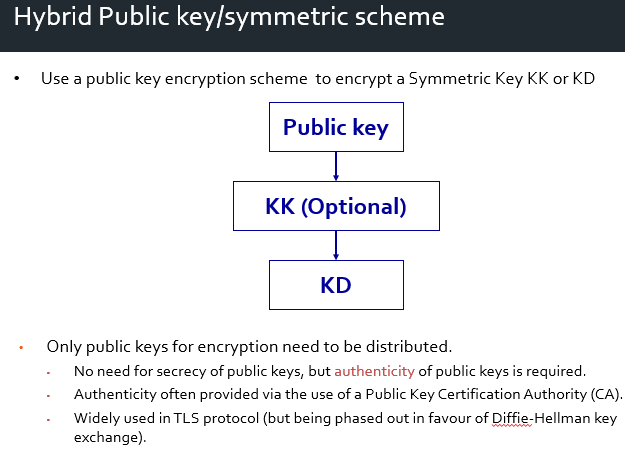 Hybrid Public key/symmetric scheme
• Use a public key encryption scheme to encrypt a Symmetric Key KK or KD
Public key
KK (Optional)
KD
• Only public keys for encryption need to be distributed.
- No need for secrecy of public keys, but authenticity of public keys is required.
- Authenticity often provided via the use of a Public Key Certification Authority (CA).
- Widely used in TLS protocol (but being phased out in favour of Diffie-Hellman key
exchange).